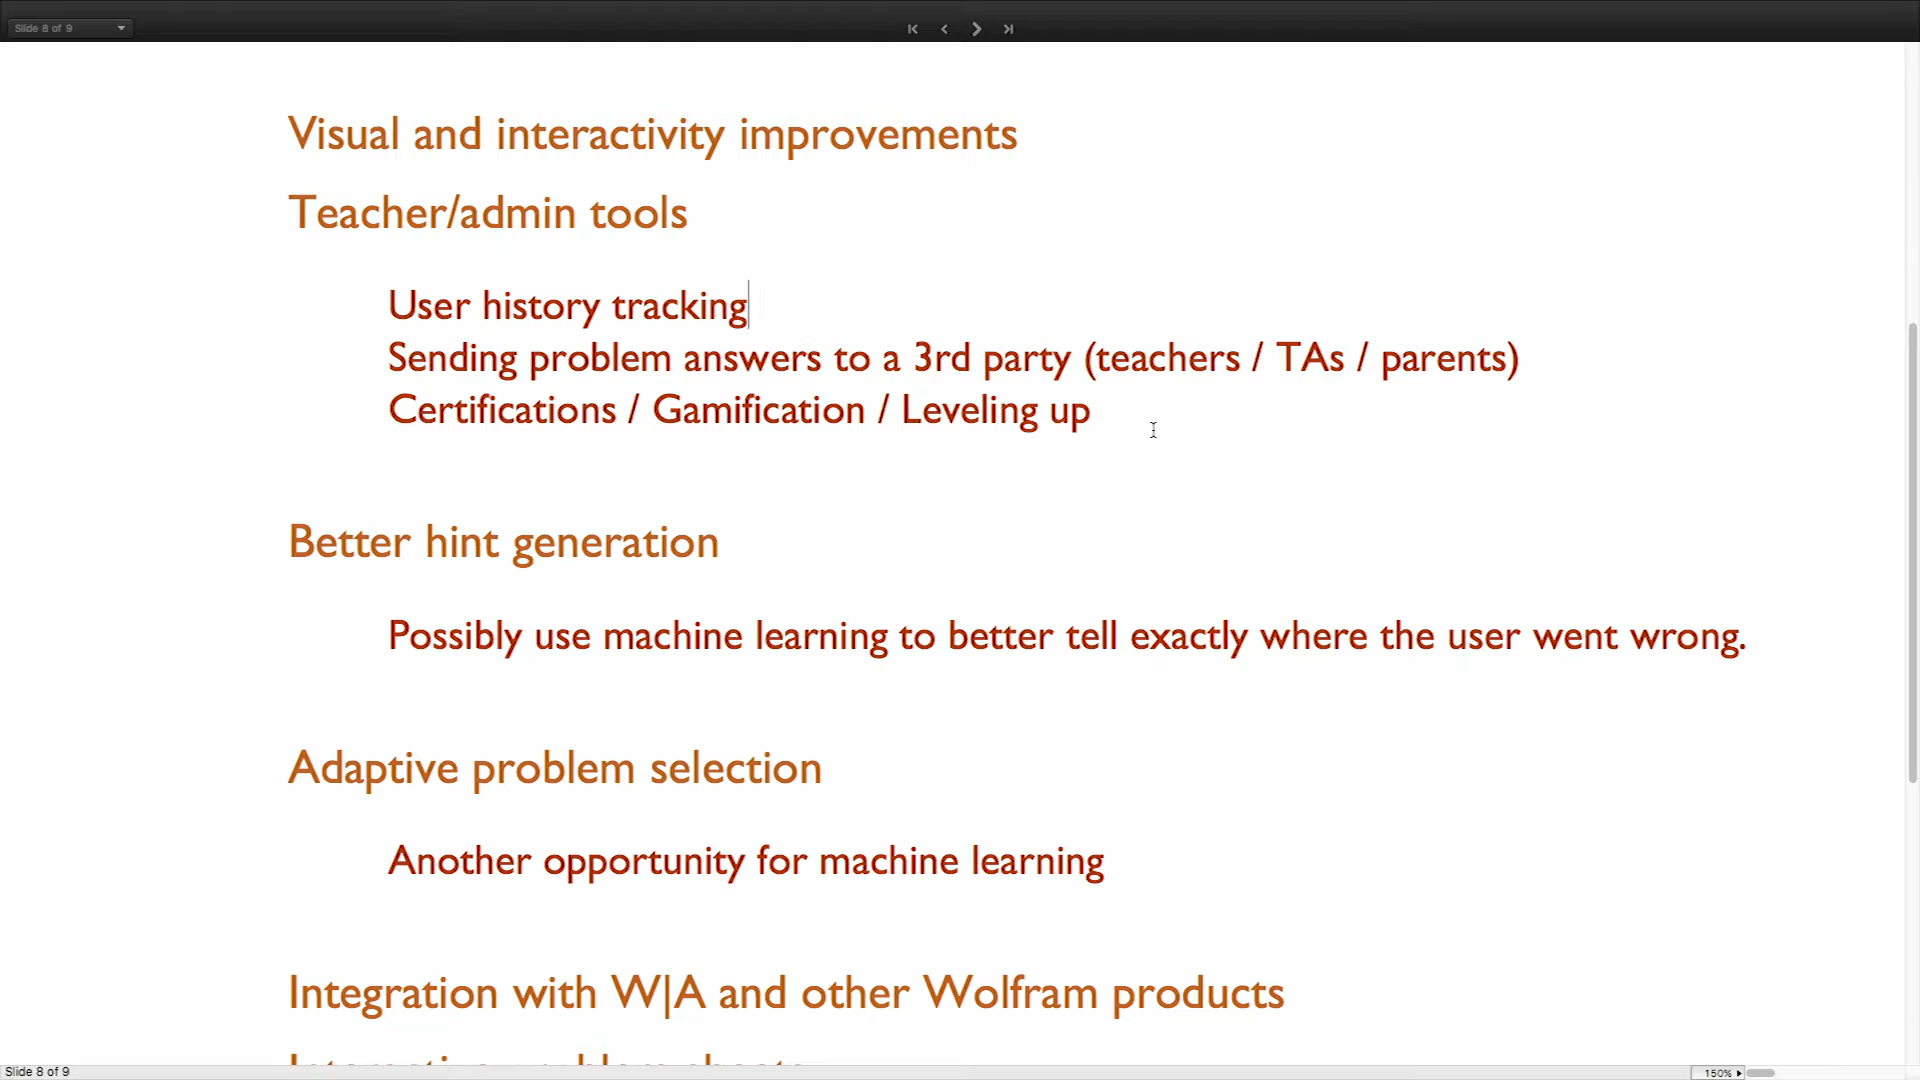 Slide 8 of 9
Visual and interactivity improvements
Teacher/admin tools
User history tracking
Sending problem answers to a 3rd party (teachers / TAs / parents)
Certifications / Gamification / Leveling up
Better hint generation
Possibly use machine learning to better tell exactly where the user went wrong.
Adaptive problem selection
Another opportunity for machine learning
Integration with W|A and other Wolfram products
Slide 8 of 9
150%